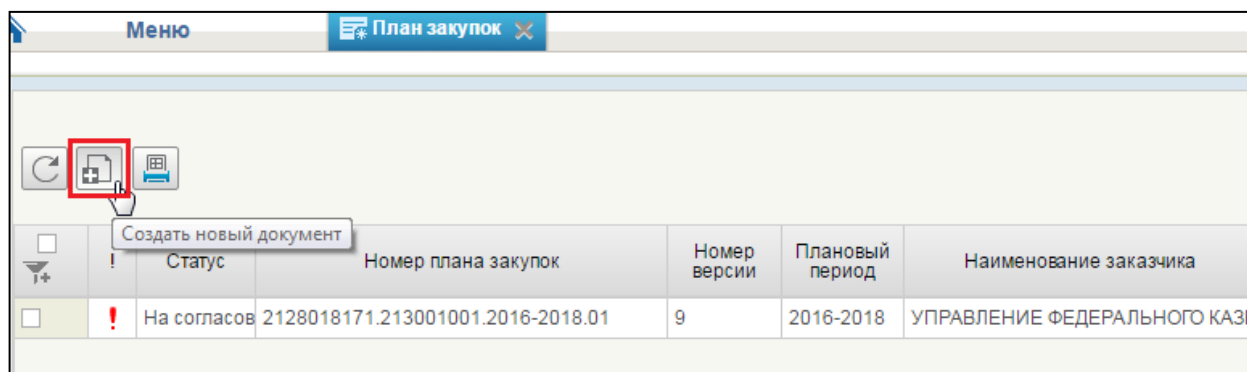 Меню План закупок
Создать новый документ
! Статус Номер плана закупок Номер версии Плановый период Наименование заказчика
! На согласов 2128018171.213001001.2016-2018.01 9 2016-2018 УПРАВЛЕНИЕ ФЕДЕРАЛЬНОГО КАЗ